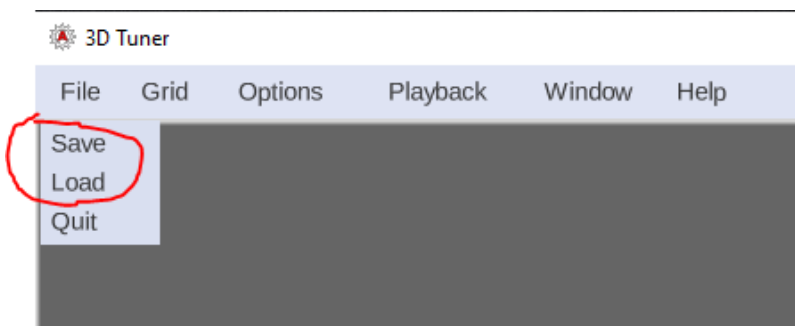 3D Tuner
File Grid Options Playback Window Help
Save
Load
Quit